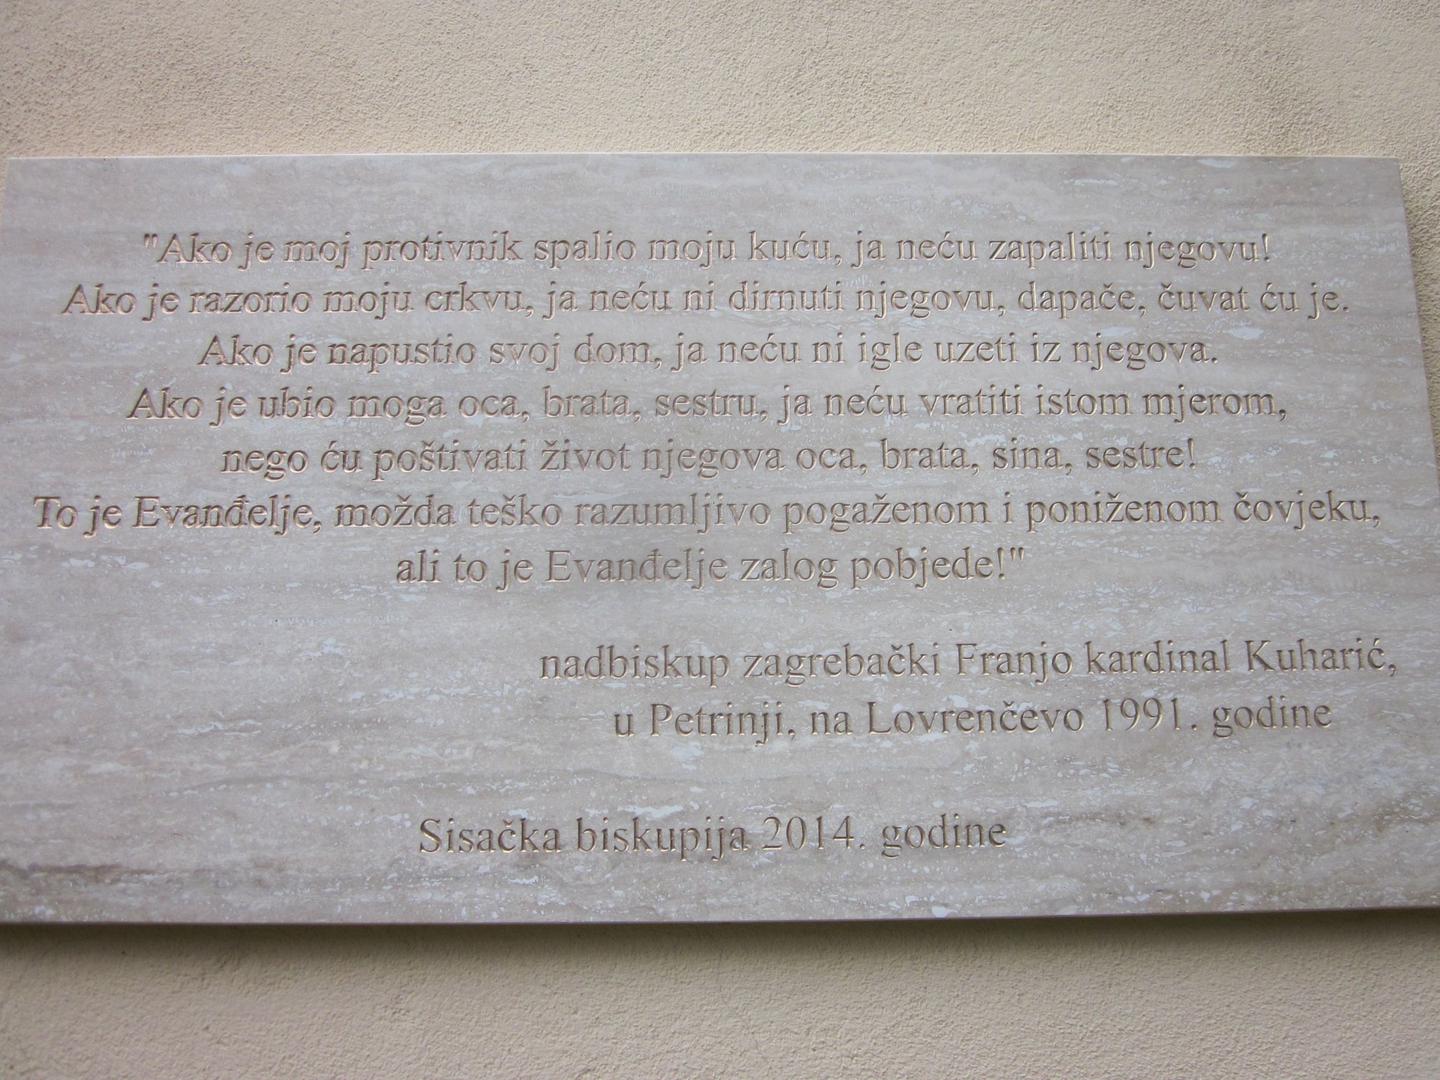 "Ako je moj protivnik spalio moju kuću, ja neću zapaliti njegovu!
Ako je razorio moju crkvu, ja neću ni dirnuti njegovu, dapače, čuvat ću je.
Ako je napustio svoj dom, ja neću ni igle uzeti iz njegova.
Ako je ubio moga oca, brata, sestru, ja neću vratiti istom mjerom,
nego ću poštivati život njegova oca, brata, sina, sestre!
To je Evanđelje, možda teško razumljivo pogaženom i poniženom čovjeku,
ali to je Evanđelje zalog pobjede!"
nadbiskup zagrebački Franjo kardinal Kuharić,
u Petrinji, na Lovrenčevo 1991. godine
Sisačka biskupija 2014. godine